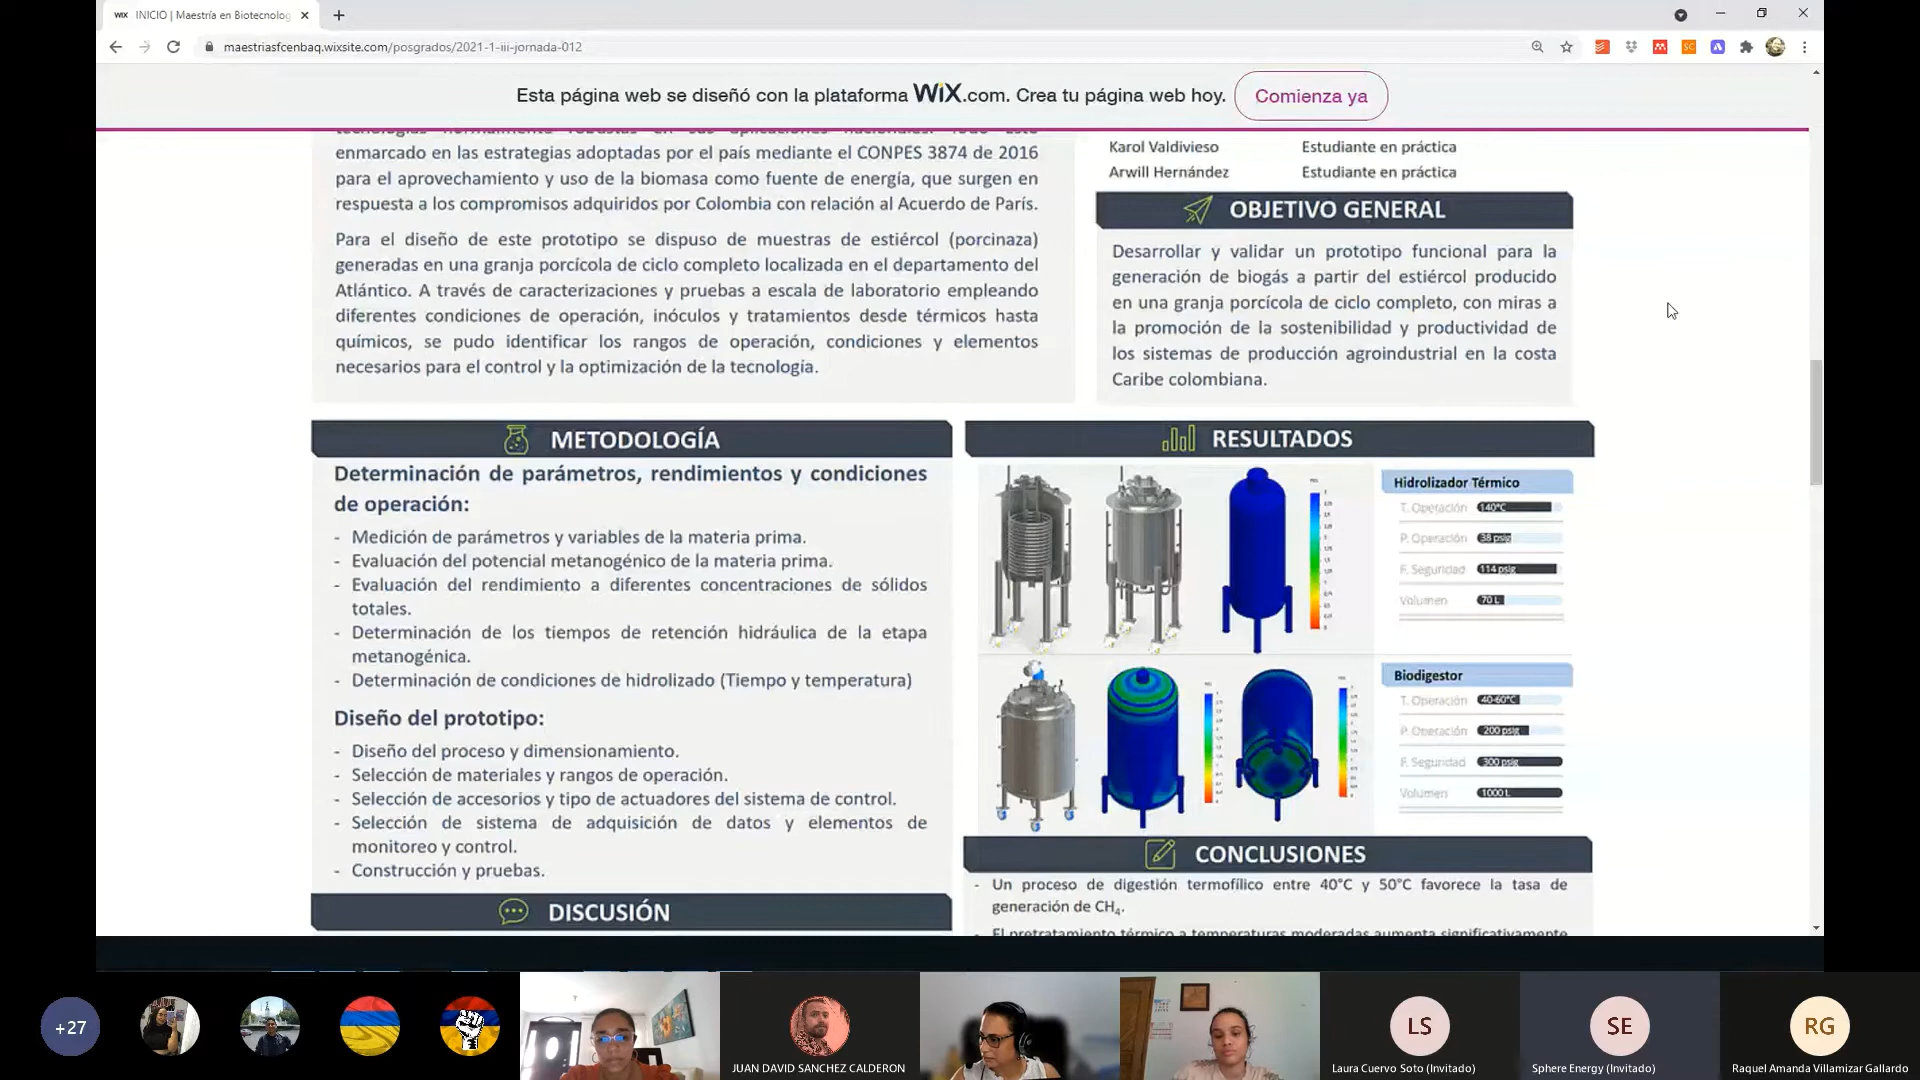 WIX INICIO | Maestría en Biotecnolog
maestriasfcenbaq.wixsite.com/posgrados/2021-1-iii-jornada-012
Esta página web se diseñó con la plataforma WiX.com. Crea tu página web hoy.
Comienza ya
tecnologías normalmente robustas en sus aplicaciones nacionales. Todo esto
enmarcado en las estrategias adoptadas por el país mediante el CONPES 3874 de 2016
para el aprovechamiento y uso de la biomasa como fuente de energía, que surgen en
respuesta a los compromisos adquiridos por Colombia con relación al Acuerdo de París.
Para el diseño de este prototipo se dispuso de muestras de estiércol (porcinaza)
generadas en una granja porcícola de ciclo completo localizada en el departamento del
Atlántico. A través de caracterizaciones y pruebas a escala de laboratorio empleando
diferentes condiciones de operación, inóculos y tratamientos desde térmicos hasta
químicos, se pudo identificar los rangos de operación, condiciones y elementos
necesarios para el control y la optimización de la tecnología.
Karol Valdivieso Estudiante en práctica
Arwill Hernández Estudiante en práctica
OBJETIVO GENERAL
Desarrollar y validar un prototipo funcional para la
generación de biogás a partir del estiércol producido
en una granja porcícola de ciclo completo, con miras a
la promoción de la sostenibilidad y productividad de
los sistemas de producción agroindustrial en la costa
Caribe colombiana.
METODOLOGÍA
Determinación de parámetros, rendimientos y condiciones
de operación:
- Medición de parámetros y variables de la materia prima.
- Evaluación del potencial metanogénico de la materia prima.
- Evaluación del rendimiento a diferentes concentraciones de sólidos
totales.
- Determinación de los tiempos de retención hidráulica de la etapa
metanogénica.
- Determinación de condiciones de hidrolizado (Tiempo y temperatura)
Diseño del prototipo:
- Diseño del proceso y dimensionamiento.
- Selección de materiales y rangos de operación.
- Selección de accesorios y tipo de actuadores del sistema de control.
- Selección de sistema de adquisición de datos y elementos de
monitoreo y control.
- Construcción y pruebas.
DISCUSIÓN
RESULTADOS
Hidrolizador Térmico
T. Operación 140°C
P. Operación 38 psig
P. Seguridad 114 psig
Volumen 70 L
Biodigestor
T. Operación 40-60°C
P. Operación 200 psig
P. Seguridad 300 psig
Volumen 1000 L
CONCLUSIONES
- Un proceso de digestión termofílico entre 40°C y 50°C favorece la tasa de
generación de CH₄.
- El pretratamiento térmico a temperaturas moderadas aumenta significativamente
+27
JUAN DAVID SANCHEZ CALDERON
LS
Laura Cuervo Soto (Invitado)
SE
Sphere Energy (Invitado)
RG
Raquel Amanda Villamizar Gallardo